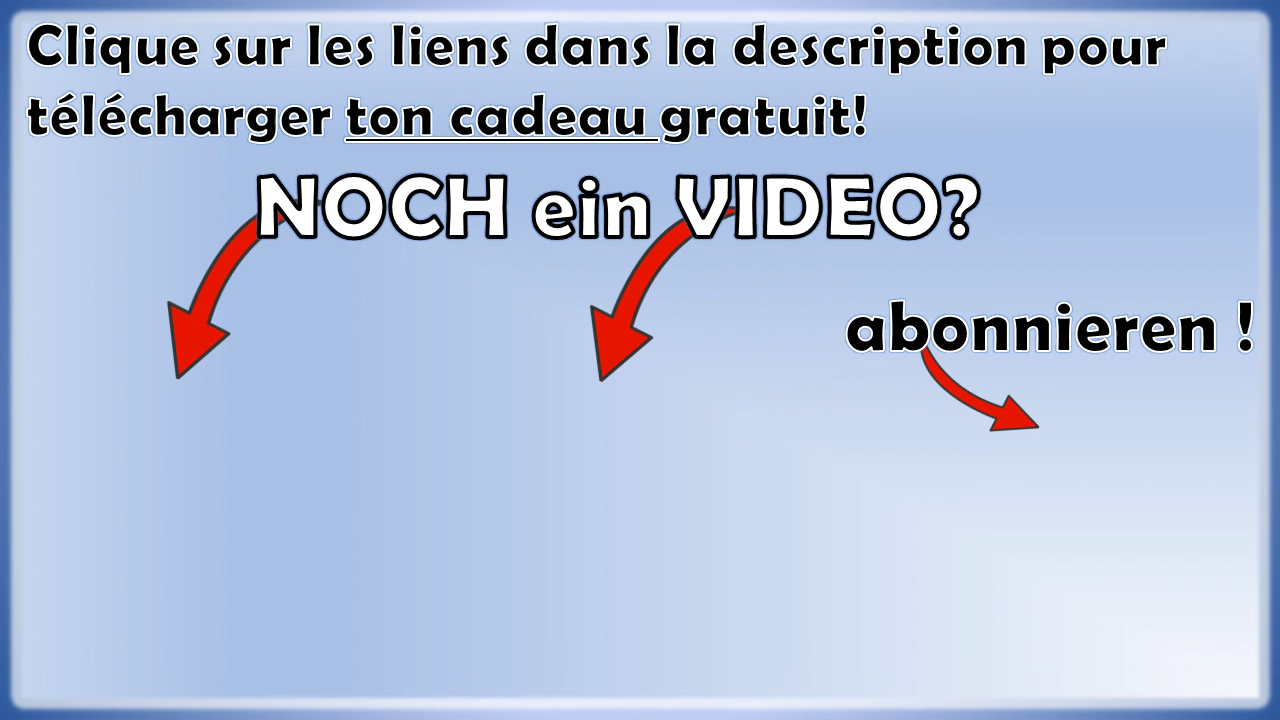 Clique sur les liens dans la description pour
télécharger ton cadeau gratuit!
NOCH ein VIDEO?
abonnieren !